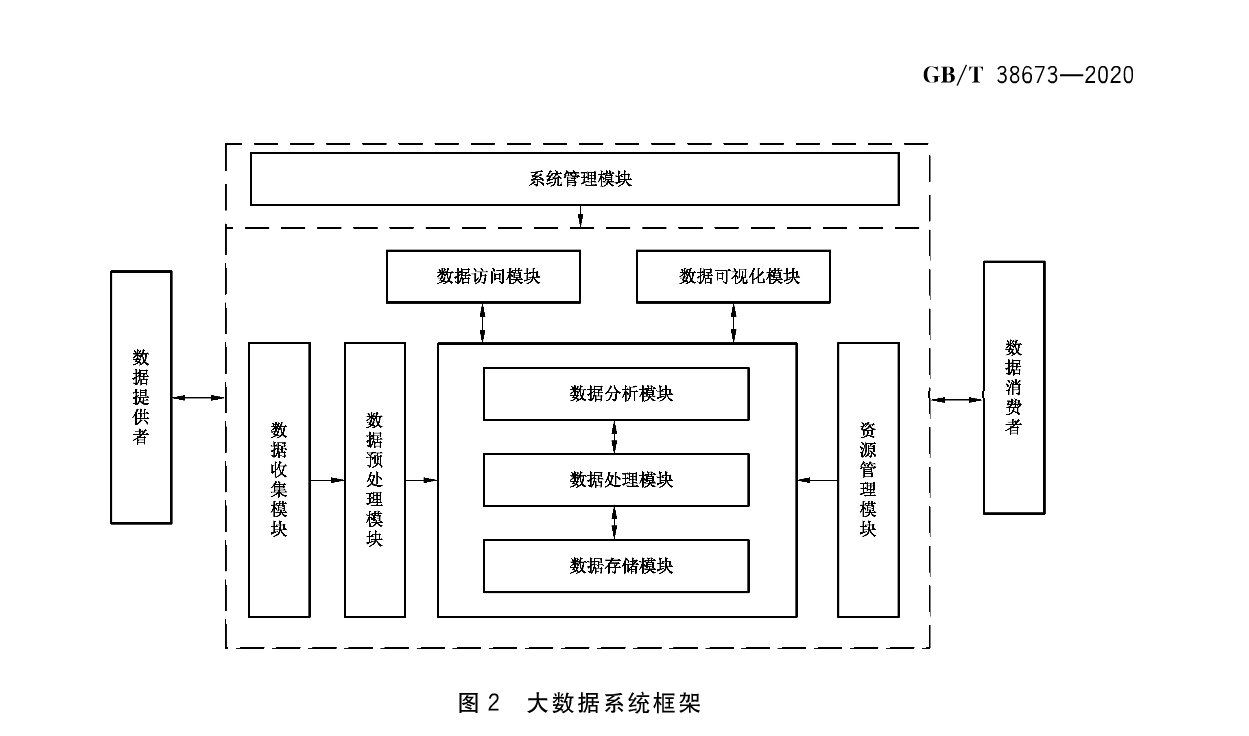 GB/T 38673—2020
系统管理模块
数据访问模块
数据可视化模块
数据提供者
数据收集模块
数据预处理模块
数据分析模块
数据处理模块
数据存储模块
资源管理模块
数据消费者
图 2 大数据系统框架